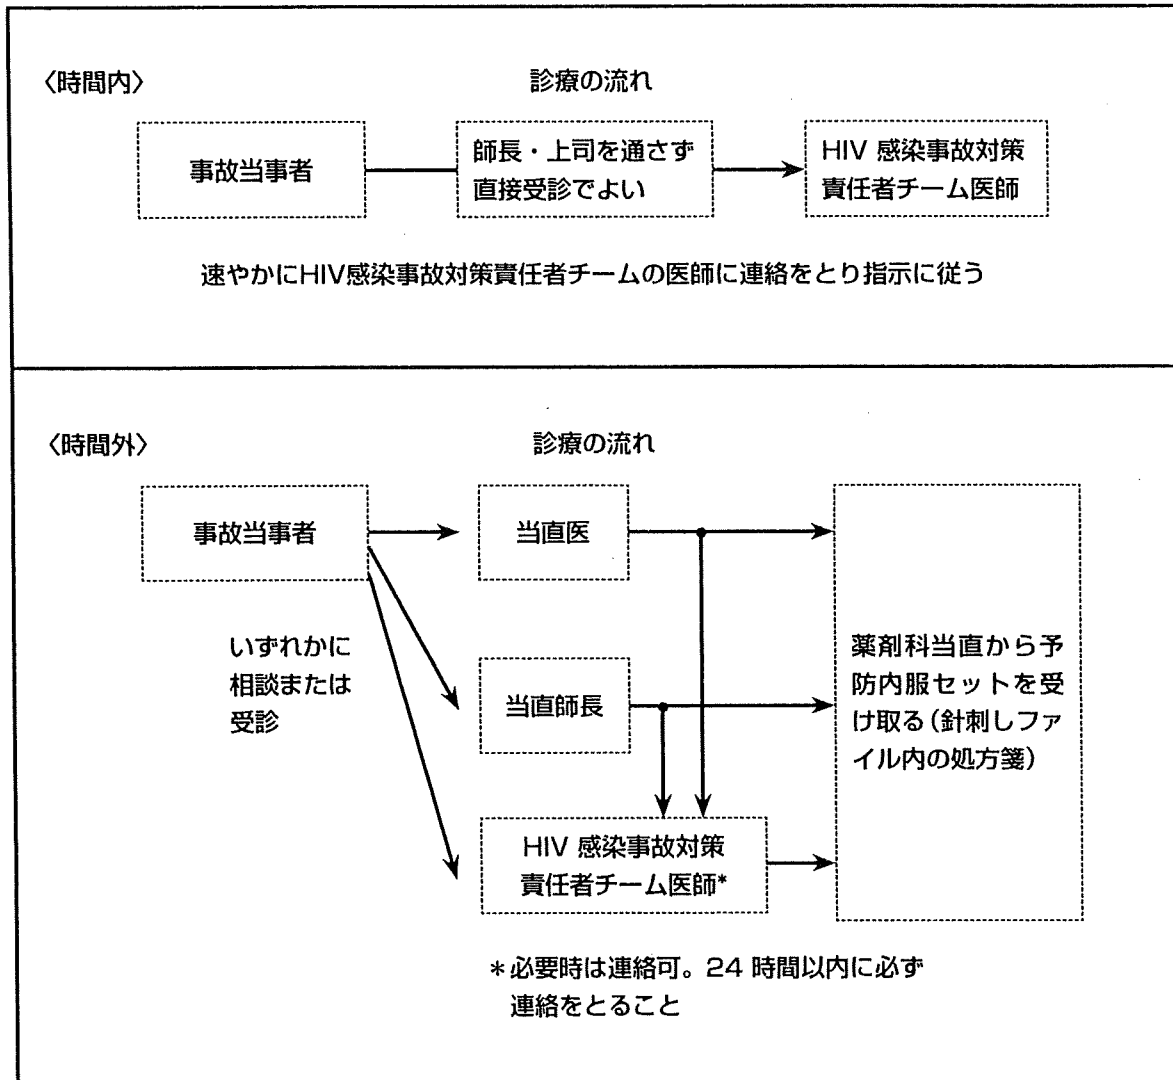 〈時間内〉
診療の流れ
事故当事者
師長・上司を通さず
直接受診でよい
HIV 感染事故対策
責任者チーム医師
速やかにHIV感染事故対策責任者チームの医師に連絡をとり指示に従う
〈時間外〉
診療の流れ
事故当事者
いずれかに
相談または
受診
当直医
当直師長
HIV 感染事故対策
責任者チーム医師*
薬剤科当直から予
防内服セットを受
け取る（針刺しファ
イル内の処方箋）
*必要時は連絡可。24 時間以内に必ず
連絡をとること